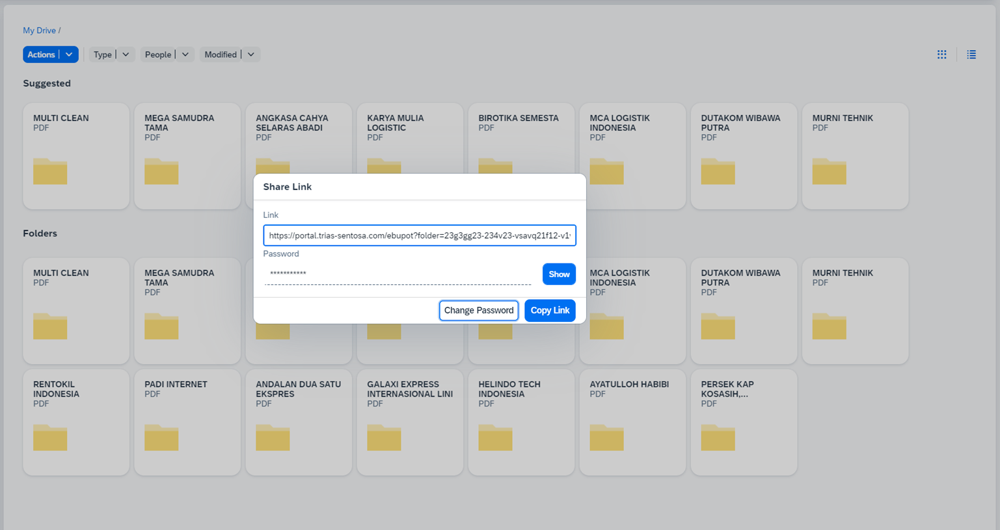 My Drive /
Actions
Type
People
Modified
Suggested
MULTI CLEAN
PDF
MEGA SAMUDRA
TAMA
PDF
ANGKASA CAHYA
SELARAS ABADI
PDF
KARYA MULIA
LOGISTIC
PDF
BIROTIKA SEMESTA
PDF
MCA LOGISTIK
INDONESIA
PDF
DUTAKOM WIBAWA
PUTRA
PDF
MURNI TEHNIK
PDF
Share Link
Link
https://portal.trias-sentosa.com/ebupot?folder=23g3gg23-234v23-vsavq21f12-v1
Password
***********
Show
Change Password
Copy Link
Folders
MULTI CLEAN
PDF
MEGA SAMUDRA
TAMA
PDF
MCA LOGISTIK
INDONESIA
PDF
DUTAKOM WIBAWA
PUTRA
PDF
MURNI TEHNIK
PDF
RENTOKIL
INDONESIA
PDF
PADI INTERNET
PDF
ANDALAN DUA SATU
EKSPRES
PDF
GALAXI EXPRESS
INTERNASIONAL LINI
PDF
HELINDO TECH
INDONESIA
PDF
AYATULLOH HABIBI
PDF
PERSEK KAP
KOSASIH,...
PDF